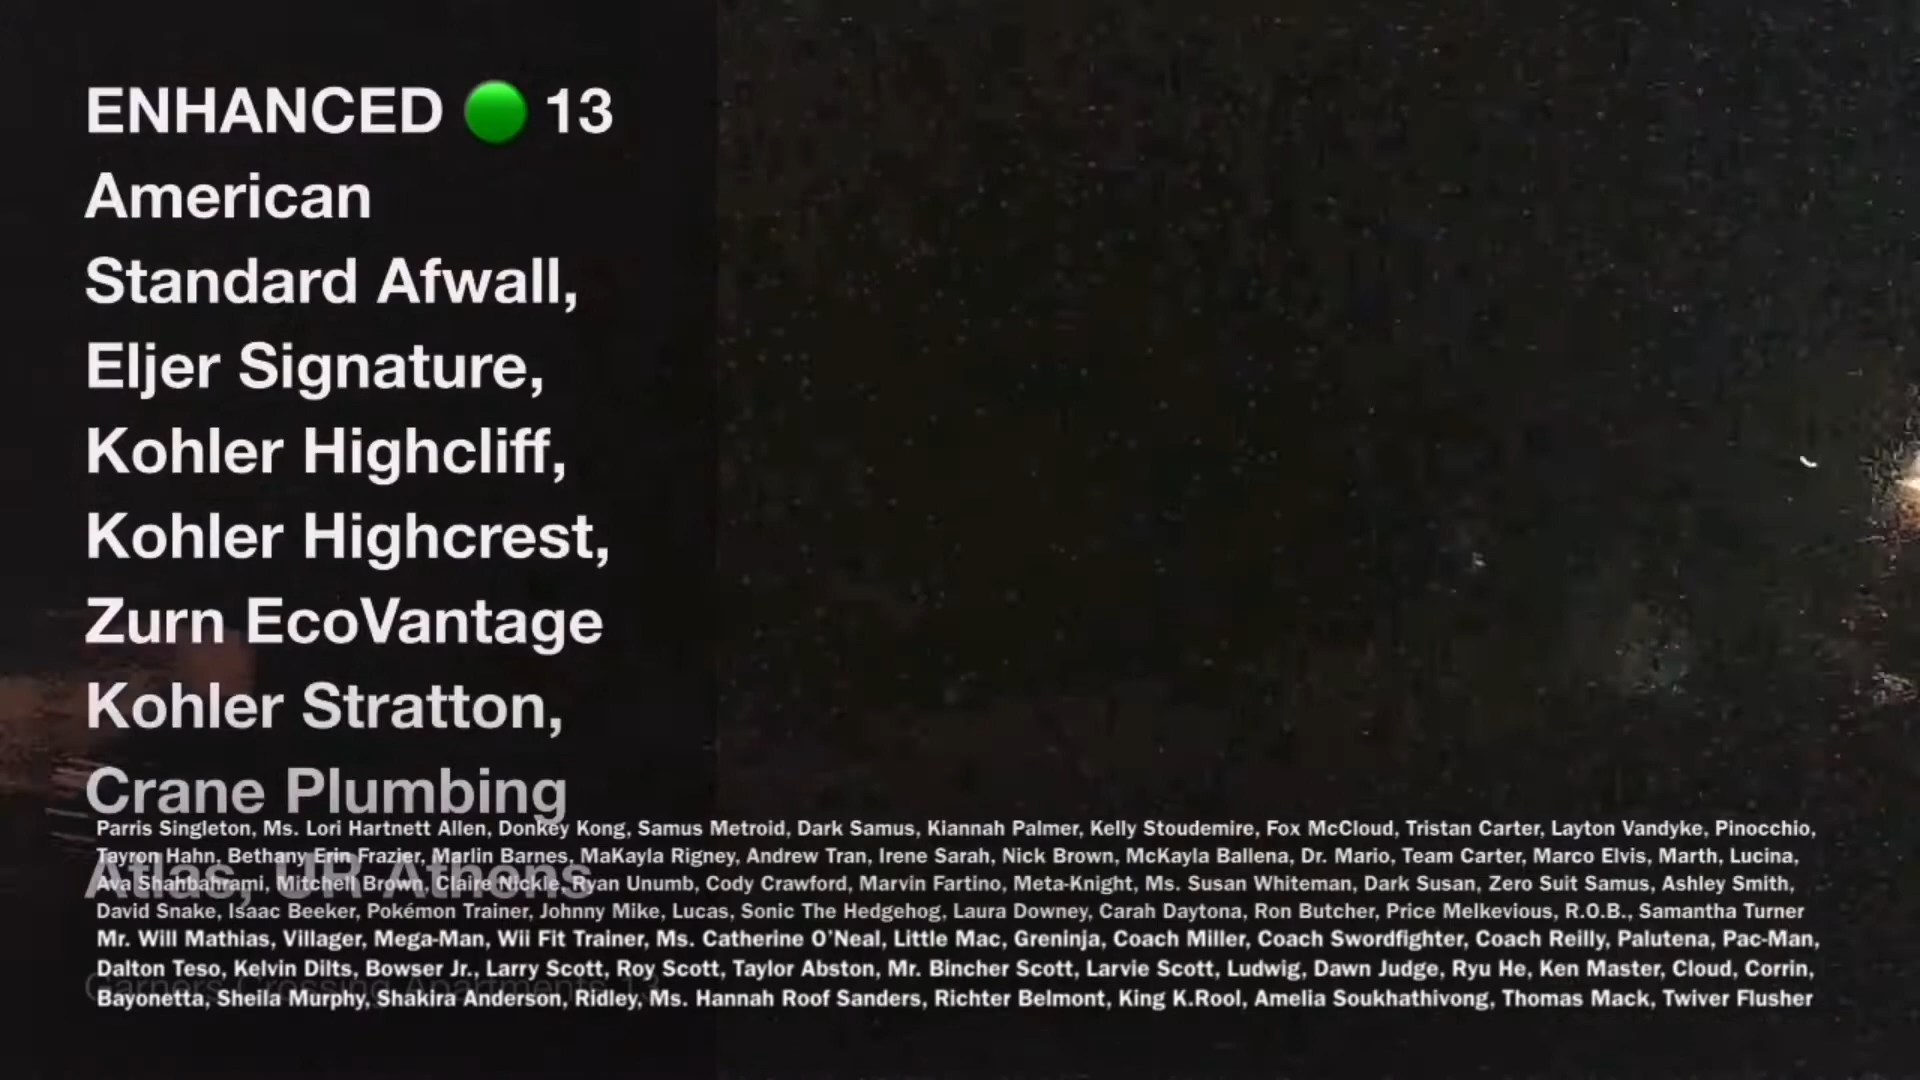 ENHANCED 🟢 13
American
Standard Afwall,
Eljer Signature,
Kohler Highcliff,
Kohler Highcrest,
Zurn EcoVantage
Kohler Stratton,
Crane Plumbing
Atlas, UR Athens
Garners Crossing Apartments 13
Parris Singleton, Ms. Lori Hartnett Allen, Donkey Kong, Samus Metroid, Dark Samus, Kiannah Palmer, Kelly Stoudemire, Fox McCloud, Tristan Carter, Layton Vandyke, Pinocchio,
Tayron Hahn, Bethany Erin Frazier, Marlin Barnes, MaKayla Rigney, Andrew Tran, Irene Sarah, Nick Brown, McKayla Ballena, Dr. Mario, Team Carter, Marco Elvis, Marth, Lucina,
Ava Shahbahrami, Mitchell Brown, Claire Nickle, Ryan Unumb, Cody Crawford, Marvin Fartino, Meta-Knight, Ms. Susan Whiteman, Dark Susan, Zero Suit Samus, Ashley Smith,
David Snake, Isaac Beeker, Pokémon Trainer, Johnny Mike, Lucas, Sonic The Hedgehog, Laura Downey, Carah Daytona, Ron Butcher, Price Melkevious, R.O.B., Samantha Turner
Mr. Will Mathias, Villager, Mega-Man, Wii Fit Trainer, Ms. Catherine O’Neal, Little Mac, Greninja, Coach Miller, Coach Swordfighter, Coach Reilly, Palutena, Pac-Man,
Dalton Teso, Kelvin Dilts, Bowser Jr., Larry Scott, Roy Scott, Taylor Abston, Mr. Bincher Scott, Larvie Scott, Ludwig, Dawn Judge, Ryu He, Ken Master, Cloud, Corrin,
Bayonetta, Sheila Murphy, Shakira Anderson, Ridley, Ms. Hannah Roof Sanders, Richter Belmont, King K.Rool, Amelia Soukhathivong, Thomas Mack, Twiver Flusher